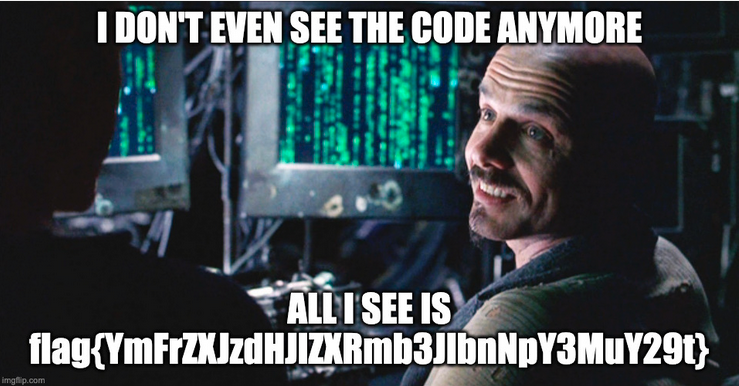 I DON'T EVEN SEE THE CODE ANYMORE
ALL I SEE IS
flag{YmFrZXJzdHJlZXRmb3JlbnNpY3MuY29t}
imgflip.com